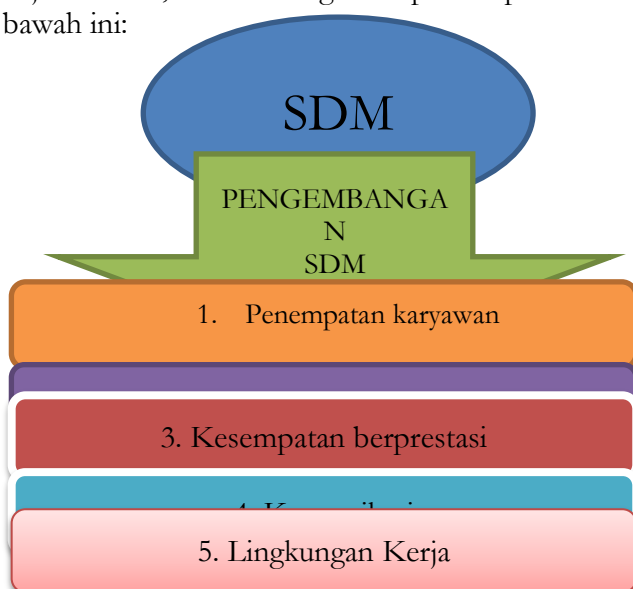 bawah ini:
SDM
PENGEMBANGA
N
SDM
1. Penempatan karyawan
3. Kesempatan berprestasi
5. Lingkungan Kerja